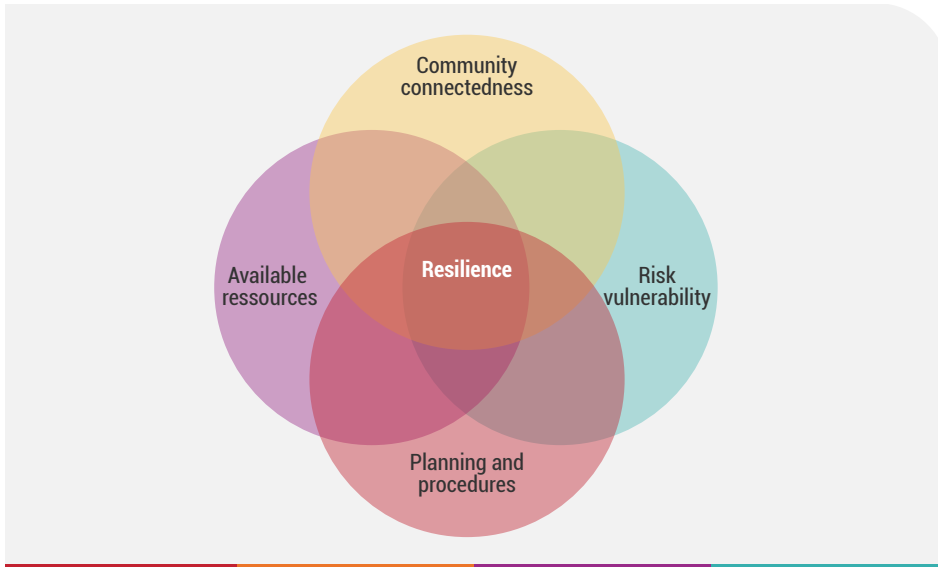 Community
connectedness
Resilience
Available
ressources
Risk
vulnerability
Planning and
procedures